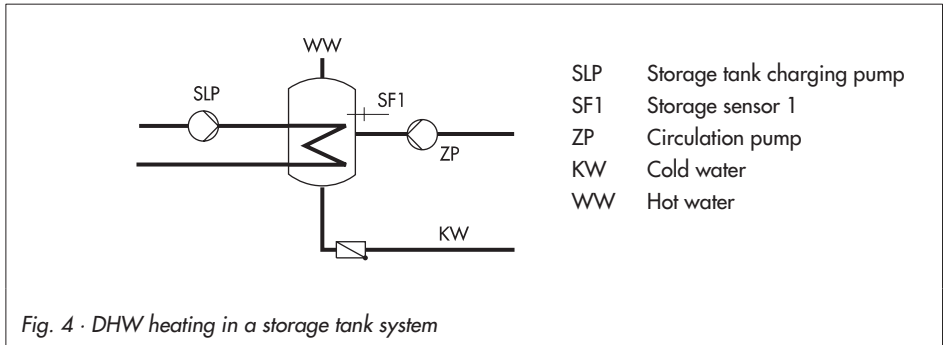 WW
SLP
SF1
ZP
KW
SLP Storage tank charging pump
SF1 Storage sensor 1
ZP Circulation pump
KW Cold water
WW Hot water
Fig. 4 · DHW heating in a storage tank system